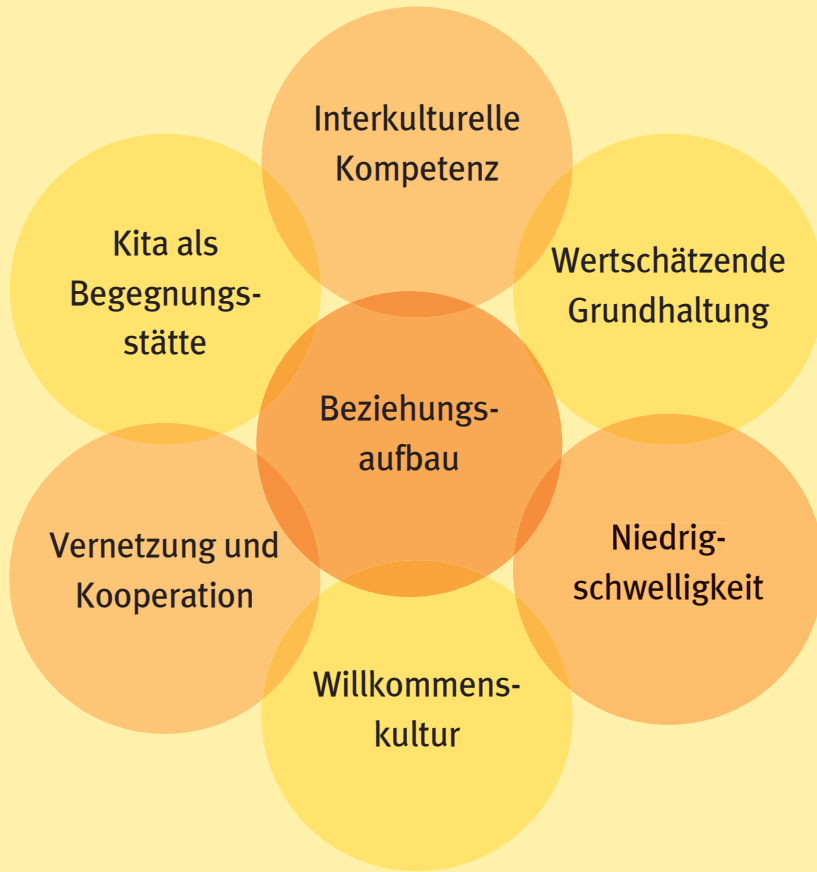 Interkulturelle
Kompetenz
Kita als
Begegnungs-
stätte
Wertschätzende
Grundhaltung
Beziehungs-
aufbau
Vernetzung und
Kooperation
Niedrig-
schwelligkeit
Willkommens-
kultur